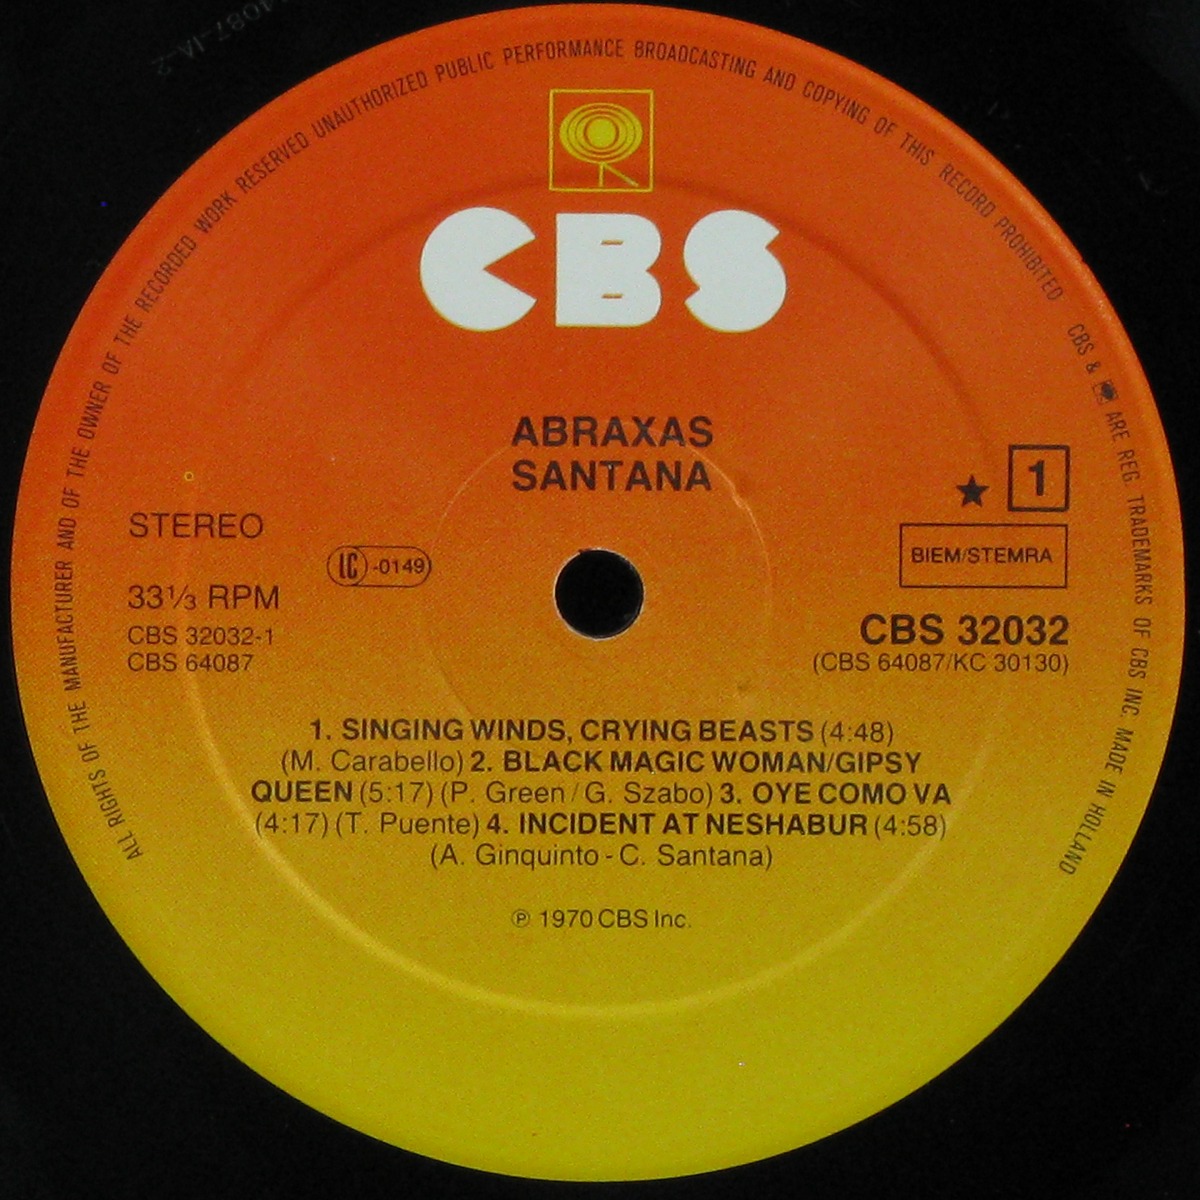 ALL RIGHTS OF THE MANUFACTURER AND OF THE OWNER OF THE RECORDED WORK RESERVED UNAUTHORIZED PUBLIC PERFORMANCE BROADCASTING AND COPYING OF THIS RECORD PROHIBITED CBS & ARE REG. TRADEMARKS OF CBS INC. MADE IN HOLLAND
CBS
ABRAXAS
SANTANA
★ 1
STEREO
LC -0149
BIEM/STEMRA
33⅓ RPM
CBS 32032-1
CBS 64087
CBS 32032
(CBS 64087/KC 30130)
1. SINGING WINDS, CRYING BEASTS (4:48)
(M. Carabello) 2. BLACK MAGIC WOMAN/GIPSY
QUEEN (5:17) (P. Green / G. Szabo) 3. OYE COMO VA
(4:17) (T. Puente) 4. INCIDENT AT NESHABUR (4:58)
(A. Ginquinto - C. Santana)
℗ 1970 CBS Inc.